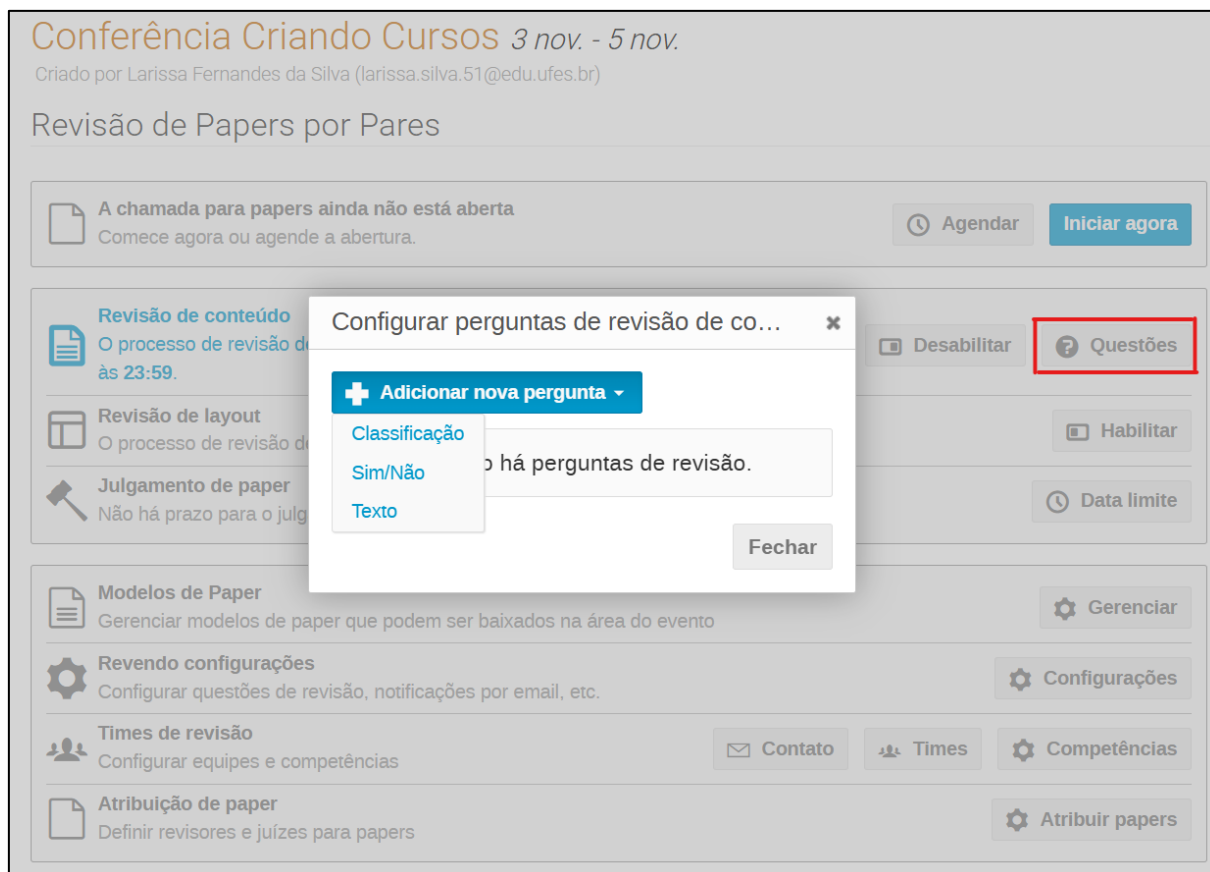 Conferência Criando Cursos 3 nov. - 5 nov.
Criado por Larissa Fernandes da Silva (larissa.silva.51@edu.ufes.br)
Revisão de Papers por Pares
A chamada para papers ainda não está aberta
Comece agora ou agende a abertura.
Agendar
Iniciar agora
Revisão de conteúdo
O processo de revisão de
às 23:59.
Desabilitar
Questões
Configurar perguntas de revisão de co...
Adicionar nova pergunta
Classificação
Sim/Não
Texto
há perguntas de revisão.
Fechar
Revisão de layout
O processo de revisão de
Habilitar
Julgamento de paper
Não há prazo para o julg
Data limite
Modelos de Paper
Gerenciar modelos de paper que podem ser baixados na área do evento
Gerenciar
Revendo configurações
Configurar questões de revisão, notificações por email, etc.
Configurações
Times de revisão
Configurar equipes e competências
Contato
Times
Competências
Atribuição de paper
Definir revisores e juízes para papers
Atribuir papers